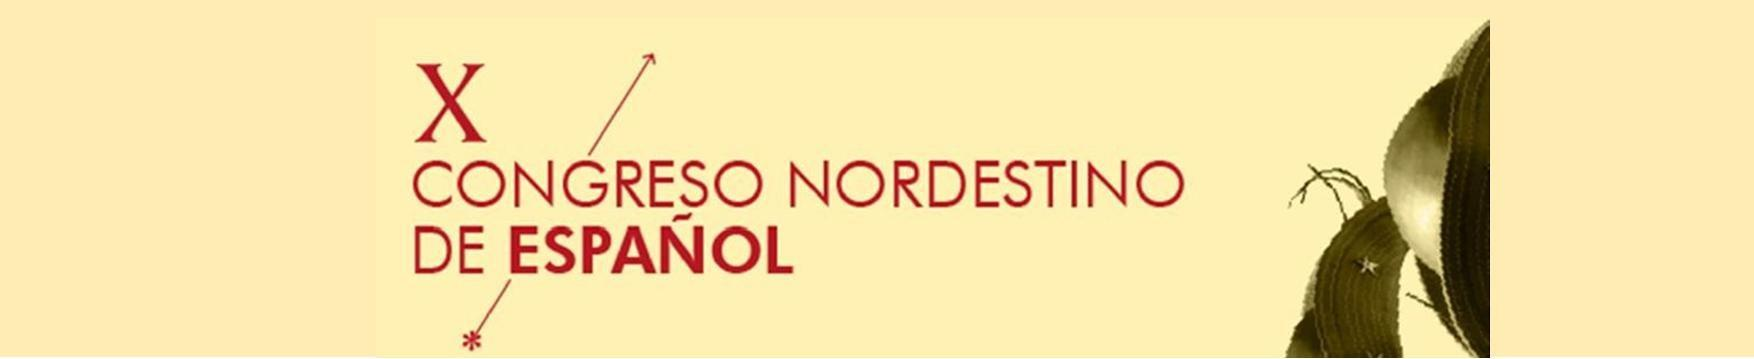 X
CONGRESO NORDESTINO
DE ESPAÑOL
*